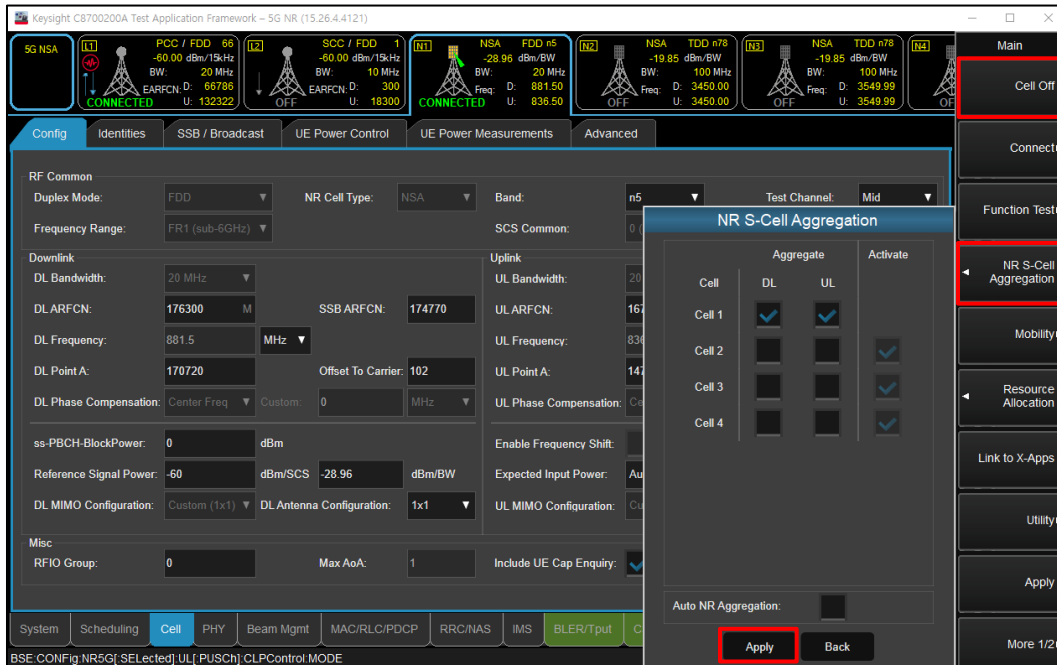 Keysight C8700200A Test Application Framework – 5G NR (15.26.4.4121)
5G NSA
L1
PCC / FDD 66
-60.00 dBm/15kHz
BW: 20 MHz
EARFCN: D: 66786
U: 132322
CONNECTED
L2
SCC / FDD 1
-60.00 dBm/15kHz
BW: 10 MHz
EARFCN: D: 300
U: 18300
OFF
N1
NSA FDD n5
-28.96 dBm/BW
BW: 20 MHz
Freq: D: 881.50
U: 836.50
CONNECTED
N2
NSA TDD n78
-19.85 dBm/BW
BW: 100 MHz
Freq: D: 3450.00
U: 3450.00
OFF
N3
NSA TDD n78
-19.85 dBm/BW
BW: 100 MHz
Freq: D: 3549.99
U: 3549.99
OFF
N4
Main
Cell Off
Connect
Function Test
NR S-Cell
Aggregation
Mobility
Resource
Allocation
Link to X-Apps
Utility
Apply
More 1/2
Config Identities SSB / Broadcast UE Power Control UE Power Measurements Advanced
RF Common
Duplex Mode: FDD NR Cell Type: NSA Band: n5 Test Channel: Mid
Frequency Range: FR1 (sub-6GHz) SCS Common: 0
Downlink
DL Bandwidth: 20 MHz
DL ARFCN: 176300 M SSB ARFCN: 174770
DL Frequency: 881.5 MHz
DL Point A: 170720 Offset To Carrier: 102
DL Phase Compensation: Center Freq Custom: 0 MHz
ss-PBCH-BlockPower: 0 dBm
Reference Signal Power: -60 dBm/SCS -28.96 dBm/BW
DL MIMO Configuration: Custom (1x1) DL Antenna Configuration: 1x1
Uplink
UL Bandwidth: 20
UL ARFCN: 167
UL Frequency: 836
UL Point A: 147
UL Phase Compensation: Ce
Enable Frequency Shift:
Expected Input Power: Au
UL MIMO Configuration: Cu
Misc
RFIO Group: 0 Max AoA: 1 Include UE Cap Enquiry:
NR S-Cell Aggregation
Aggregate Activate
Cell DL UL
Cell 1
Cell 2
Cell 3
Cell 4
Auto NR Aggregation:
Apply Back
System Scheduling Cell PHY Beam Mgmt MAC/RLC/PDCP RRC/NAS IMS BLER/Tput C
BSE:CONFig:NR5G[:SELected]:UL[:PUSCh]:CLPControl:MODE